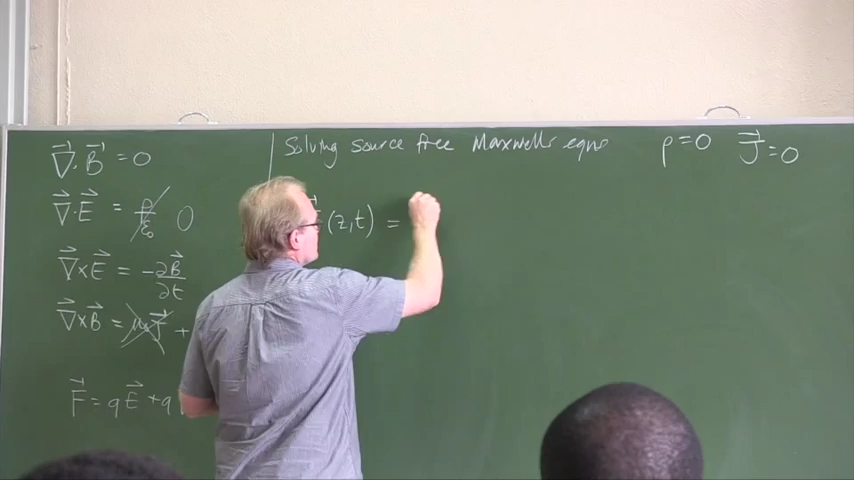 ∇⃗·B⃗ = 0
Solving source free Maxwells eqns ρ=0 J⃗=0
∇⃗·E⃗ = ρ/ε₀ 0
(z,t) =
∇⃗×E⃗ = -∂B⃗/∂t
∇⃗×B⃗ = μ₀J⃗ +
F⃗ = qE⃗ + q